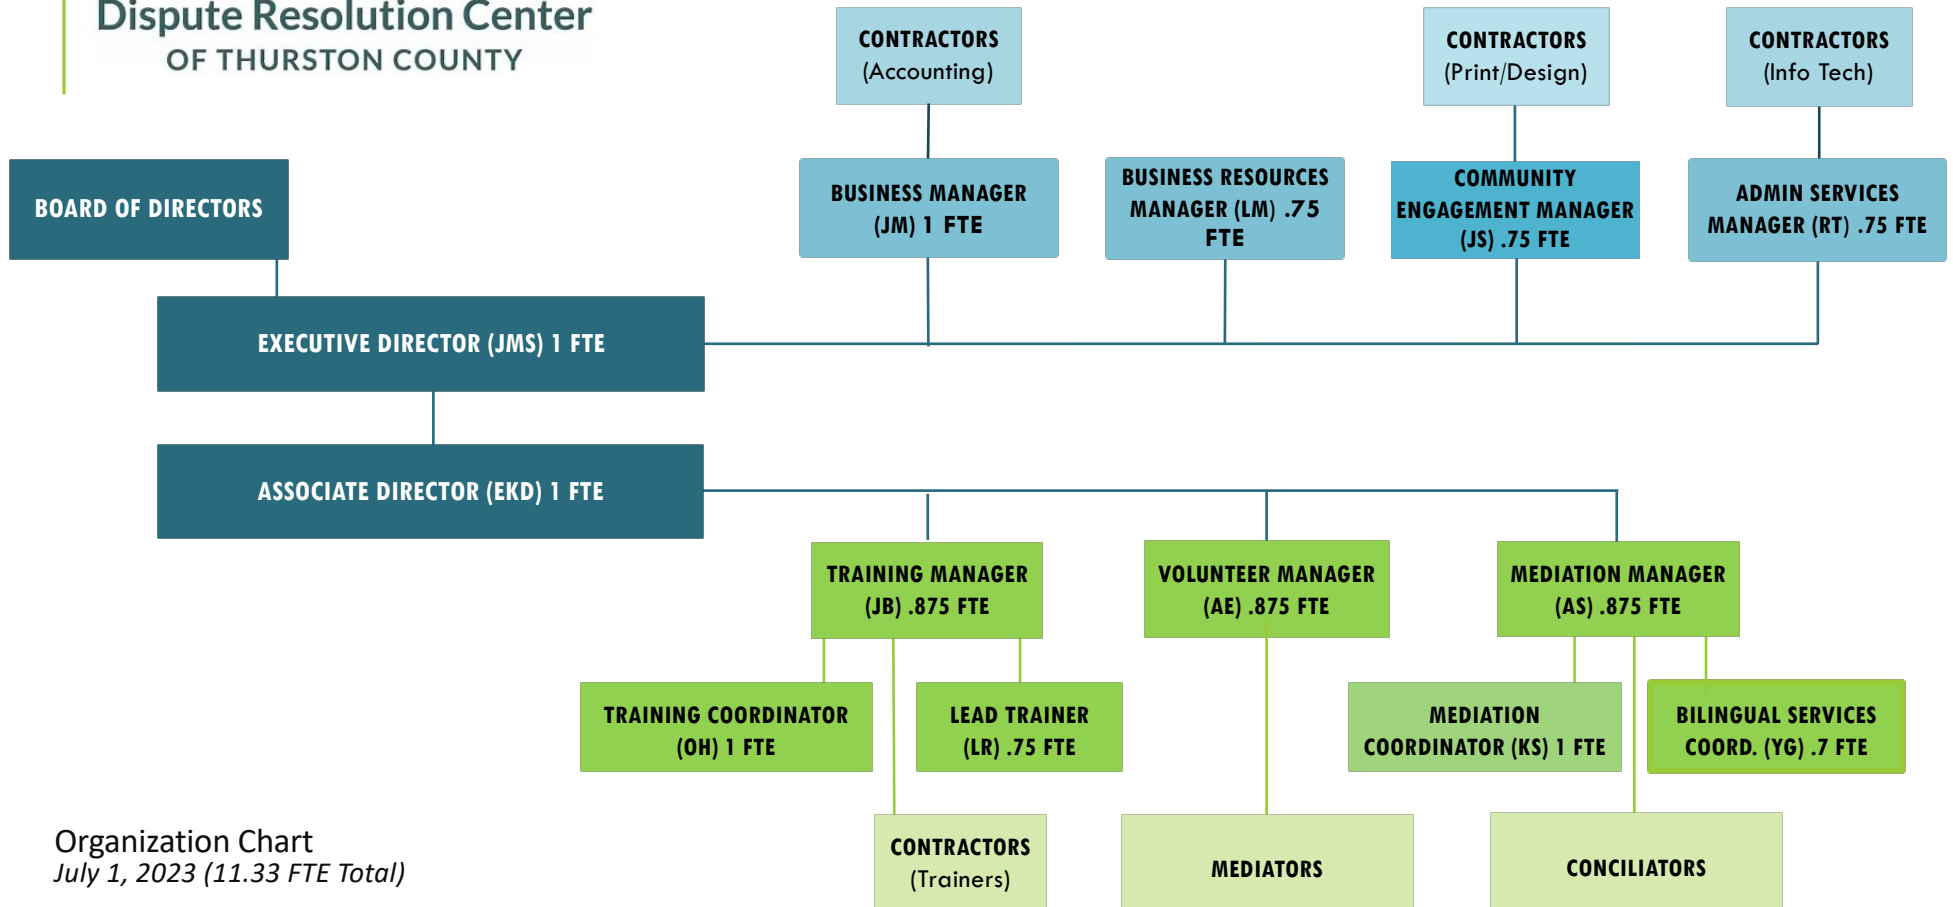 Dispute Resolution Center
OF THURSTON COUNTY
CONTRACTORS
(Accounting)
CONTRACTORS
(Print/Design)
CONTRACTORS
(Info Tech)
BOARD OF DIRECTORS
BUSINESS MANAGER
(JM) 1 FTE
BUSINESS RESOURCES
MANAGER (LM) .75
FTE
COMMUNITY
ENGAGEMENT MANAGER
(JS) .75 FTE
ADMIN SERVICES
MANAGER (RT) .75 FTE
EXECUTIVE DIRECTOR (JMS) 1 FTE
ASSOCIATE DIRECTOR (EKD) 1 FTE
TRAINING MANAGER
(JB) .875 FTE
VOLUNTEER MANAGER
(AE) .875 FTE
MEDIATION MANAGER
(AS) .875 FTE
TRAINING COORDINATOR
(OH) 1 FTE
LEAD TRAINER
(LR) .75 FTE
MEDIATION
COORDINATOR (KS) 1 FTE
BILINGUAL SERVICES
COORD. (YG) .7 FTE
CONTRACTORS
(Trainers)
MEDIATORS
CONCILIATORS
Organization Chart
July 1, 2023 (11.33 FTE Total)